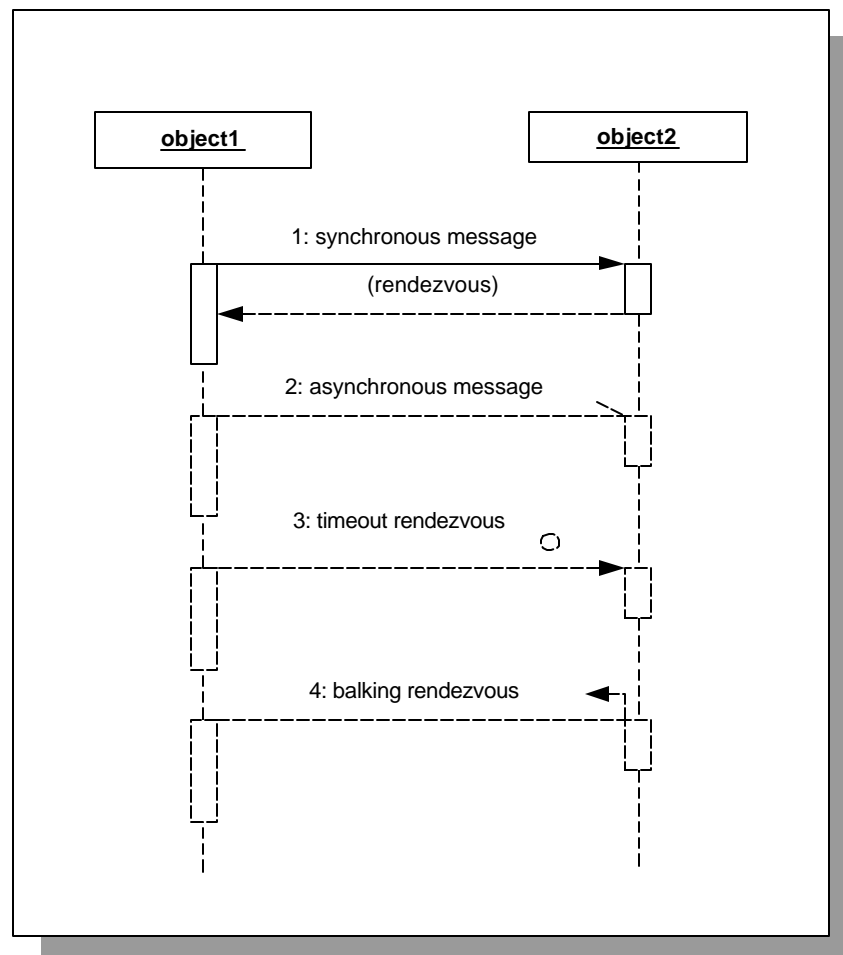 object1
object2
1: synchronous message
(rendezvous)
2: asynchronous message
3: timeout rendezvous
4: balking rendezvous